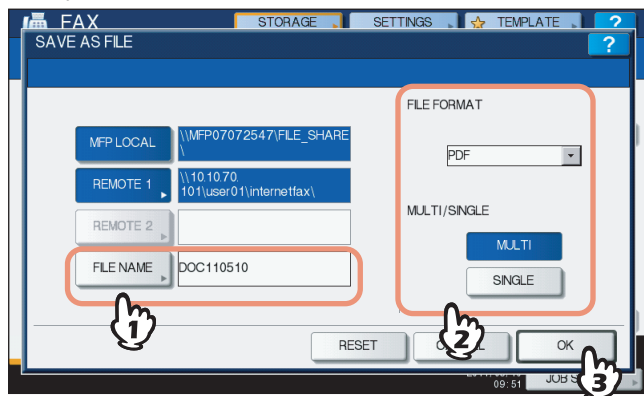 FAX
STORAGE
SETTINGS
TEMPLATE
?
SAVE AS FILE
?
MFP LOCAL
\\MFP07072547\FILE_SHARE
\
REMOTE 1
\\10.10.70.
101\user01\internetfax\
REMOTE 2
FILE NAME
DOC110510
FILE FORMAT
PDF
MULTI/SINGLE
MULTI
SINGLE
1
2
RESET
OK
3
09:51